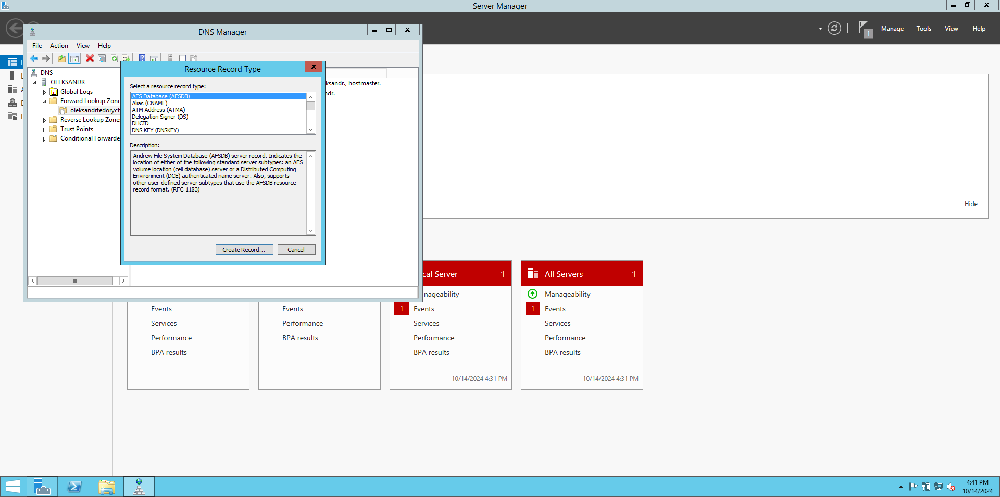 Server Manager
1
Manage
Tools
View
Help
DNS Manager
File
Action
View
Help
DNS
OLEKSANDR
Global Logs
Forward Lookup Zone
oleksandrfedorych
Reverse Lookup Zones
Trust Points
Conditional Forwarde
ksandr., hostmaster.
ndr.
Resource Record Type
Select a resource record type:
AFS Database (AFSDB)
Alias (CNAME)
ATM Address (ATMA)
Delegation Signer (DS)
DHCID
DNS KEY (DNSKEY)
Description:
Andrew File System Database (AFSDB) server record. Indicates the
location of either of the following standard server subtypes: an AFS
volume location (cell database) server or a Distributed Computing
Environment (DCE) authenticated name server. Also, supports
other user-defined server subtypes that use the AFSDB resource
record format. (RFC 1183)
Create Record...
Cancel
Hide
Events
Services
Performance
BPA results
Events
Performance
BPA results
cal Server 1
nageability
1 Events
Services
Performance
BPA results
10/14/2024 4:31 PM
All Servers 1
Manageability
1 Events
Services
Performance
BPA results
10/14/2024 4:31 PM
4:41 PM
10/14/2024